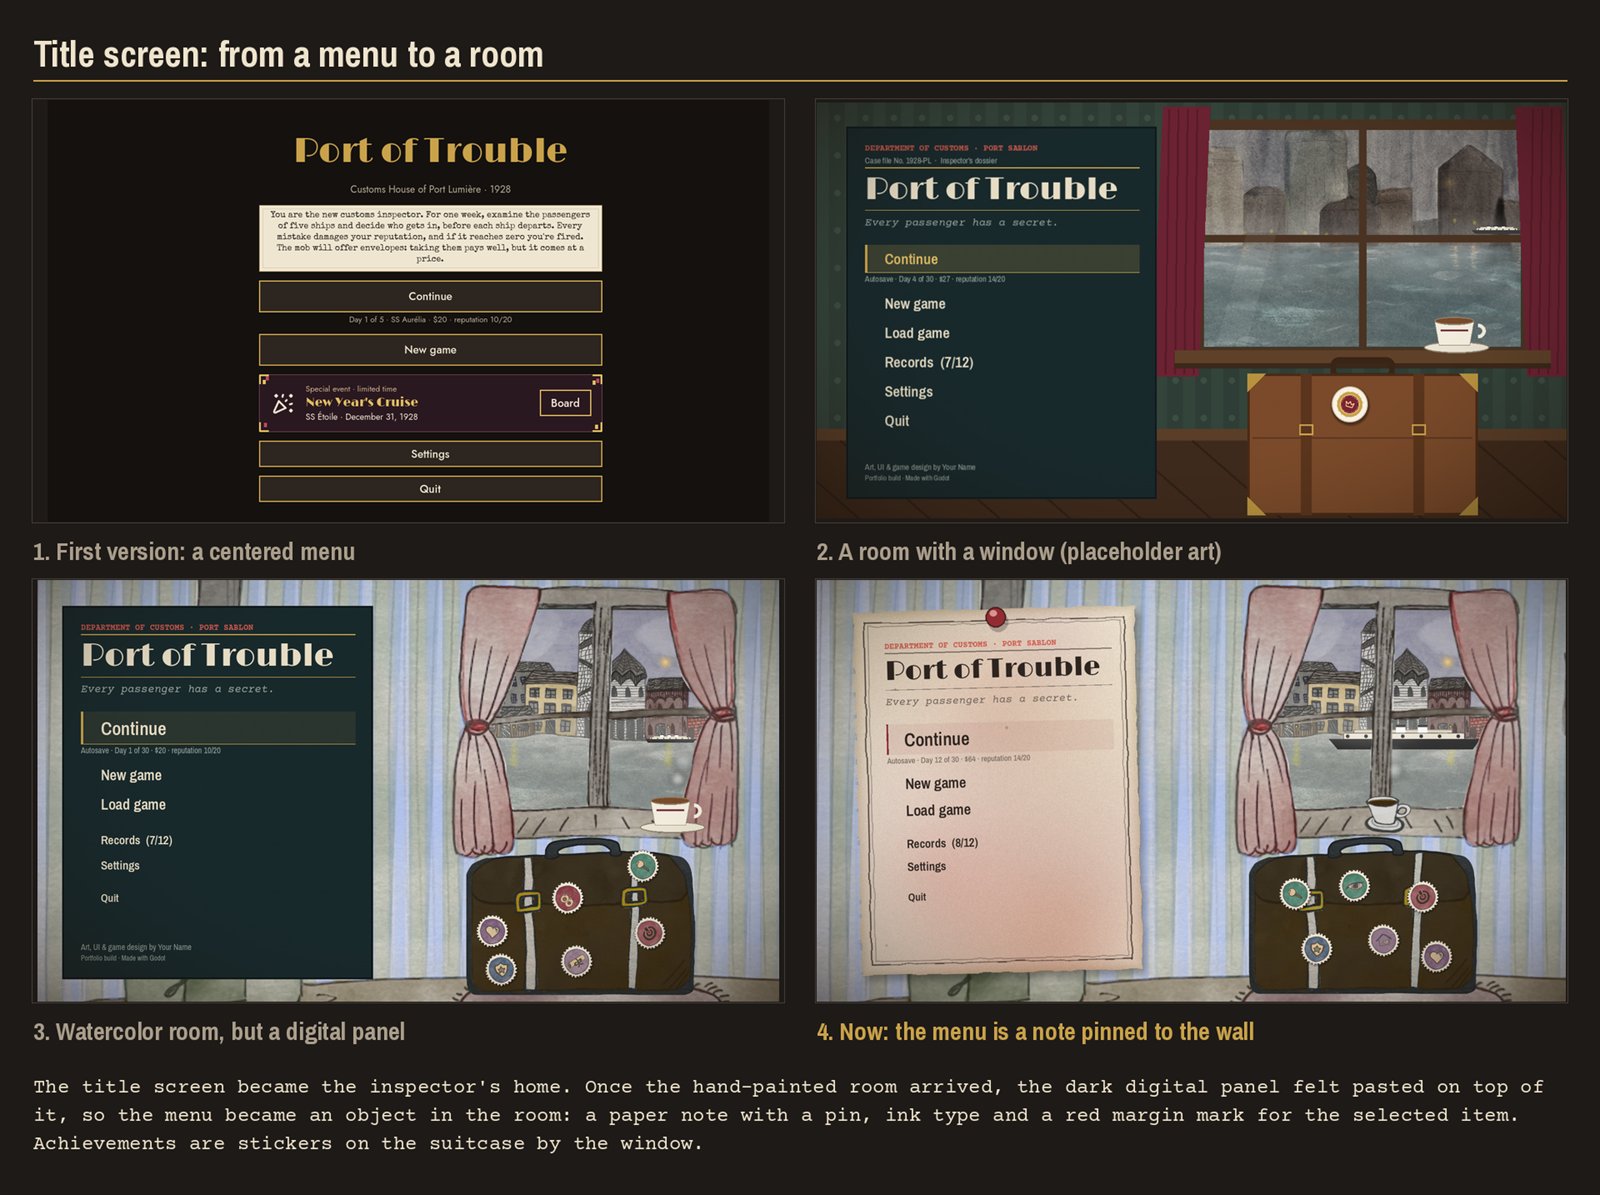 Title screen: from a menu to a room
Port of Trouble
Customs House of Port Lumière · 1928
You are the new customs inspector. For one week, examine the passengers
of five ships and decide who gets in, before each ship departs. Every
mistake damages your reputation, and if it reaches zero you're fired.
The mob will offer envelopes: taking them pays well, but it comes at a
price.
Continue
Day 1 of 5 · SS Aurélia · $20 · reputation 10/20
New game
Special event · limited time
New Year's Cruise
SS Étoile · December 31, 1928
Board
Settings
Quit
1. First version: a centered menu
DEPARTMENT OF CUSTOMS · PORT SABLON
Case file No. 1928-PL · Inspector's dossier
Port of Trouble
Every passenger has a secret.
Continue
Autosave · Day 4 of 30 · $27 · reputation 14/20
New game
Load game
Records (7/12)
Settings
Quit
Art, UI & game design by Your Name
Portfolio build · Made with Godot
2. A room with a window (placeholder art)
DEPARTMENT OF CUSTOMS · PORT SABLON
Port of Trouble
Every passenger has a secret.
Continue
Autosave · Day 1 of 30 · $20 · reputation 10/20
New game
Load game
Records (7/12)
Settings
Quit
Art, UI & game design by Your Name
Portfolio build · Made with Godot
3. Watercolor room, but a digital panel
DEPARTMENT OF CUSTOMS · PORT SABLON
Port of Trouble
Every passenger has a secret.
Continue
Autosave · Day 12 of 30 · $64 · reputation 14/20
New game
Load game
Records (8/12)
Settings
Quit
4. Now: the menu is a note pinned to the wall
The title screen became the inspector's home. Once the hand-painted room arrived, the dark digital panel felt pasted on top of
it, so the menu became an object in the room: a paper note with a pin, ink type and a red margin mark for the selected item.
Achievements are stickers on the suitcase by the window.